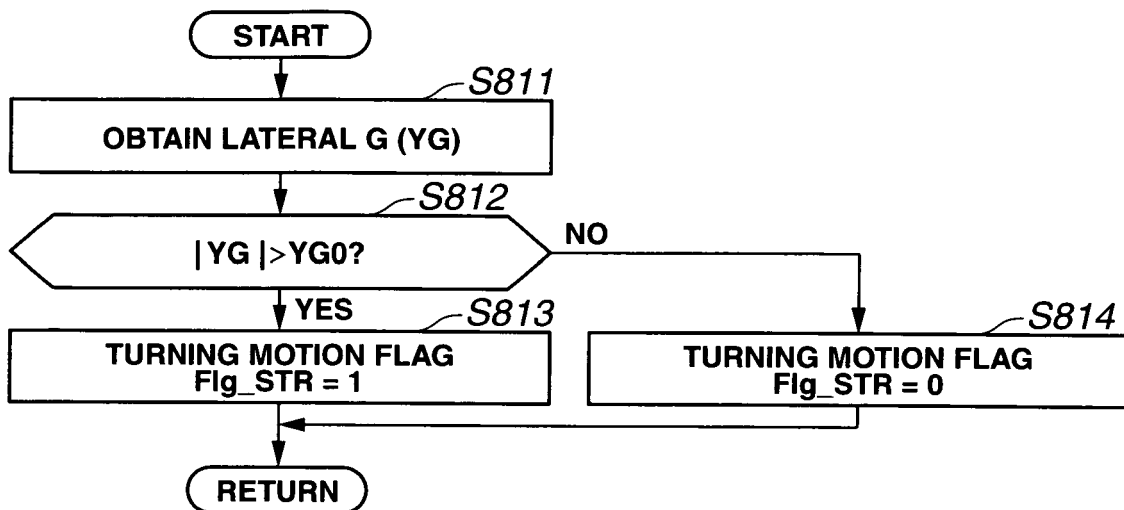 START
S811
OBTAIN LATERAL G (YG)
S812
|YG|>YG0?
NO
YES
S813
TURNING MOTION FLAG
Flg_STR = 1
S814
TURNING MOTION FLAG
Flg_STR = 0
RETURN